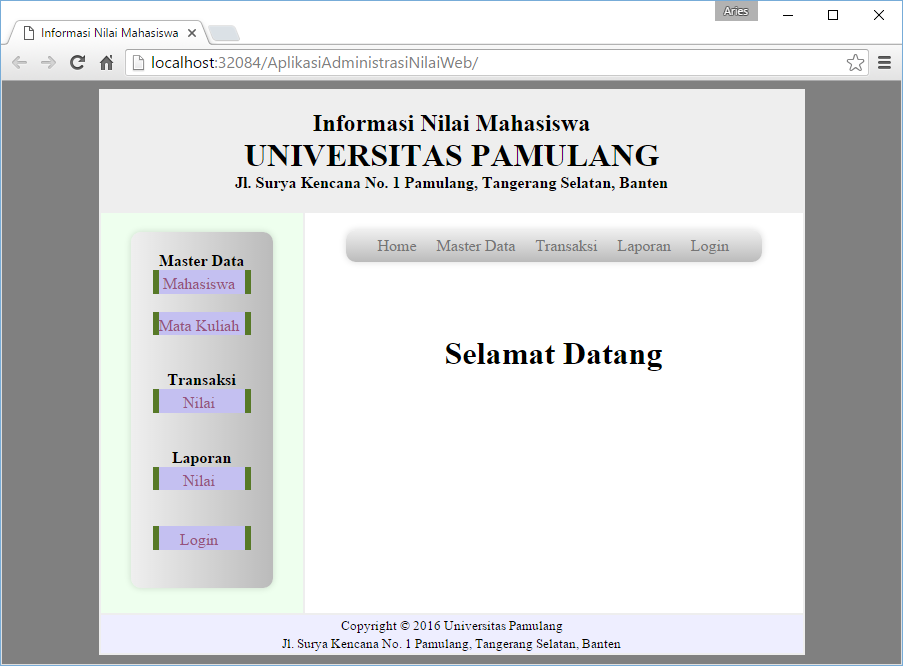 Aries
Informasi Nilai Mahasiswa
localhost:32084/AplikasiAdministrasiNilaiWeb/
Informasi Nilai Mahasiswa
UNIVERSITAS PAMULANG
Jl. Surya Kencana No. 1 Pamulang, Tangerang Selatan, Banten
Master Data
Mahasiswa
Mata Kuliah
Transaksi
Nilai
Laporan
Nilai
Login
Home Master Data Transaksi Laporan Login
Selamat Datang
Copyright © 2016 Universitas Pamulang
Jl. Surya Kencana No. 1 Pamulang, Tangerang Selatan, Banten